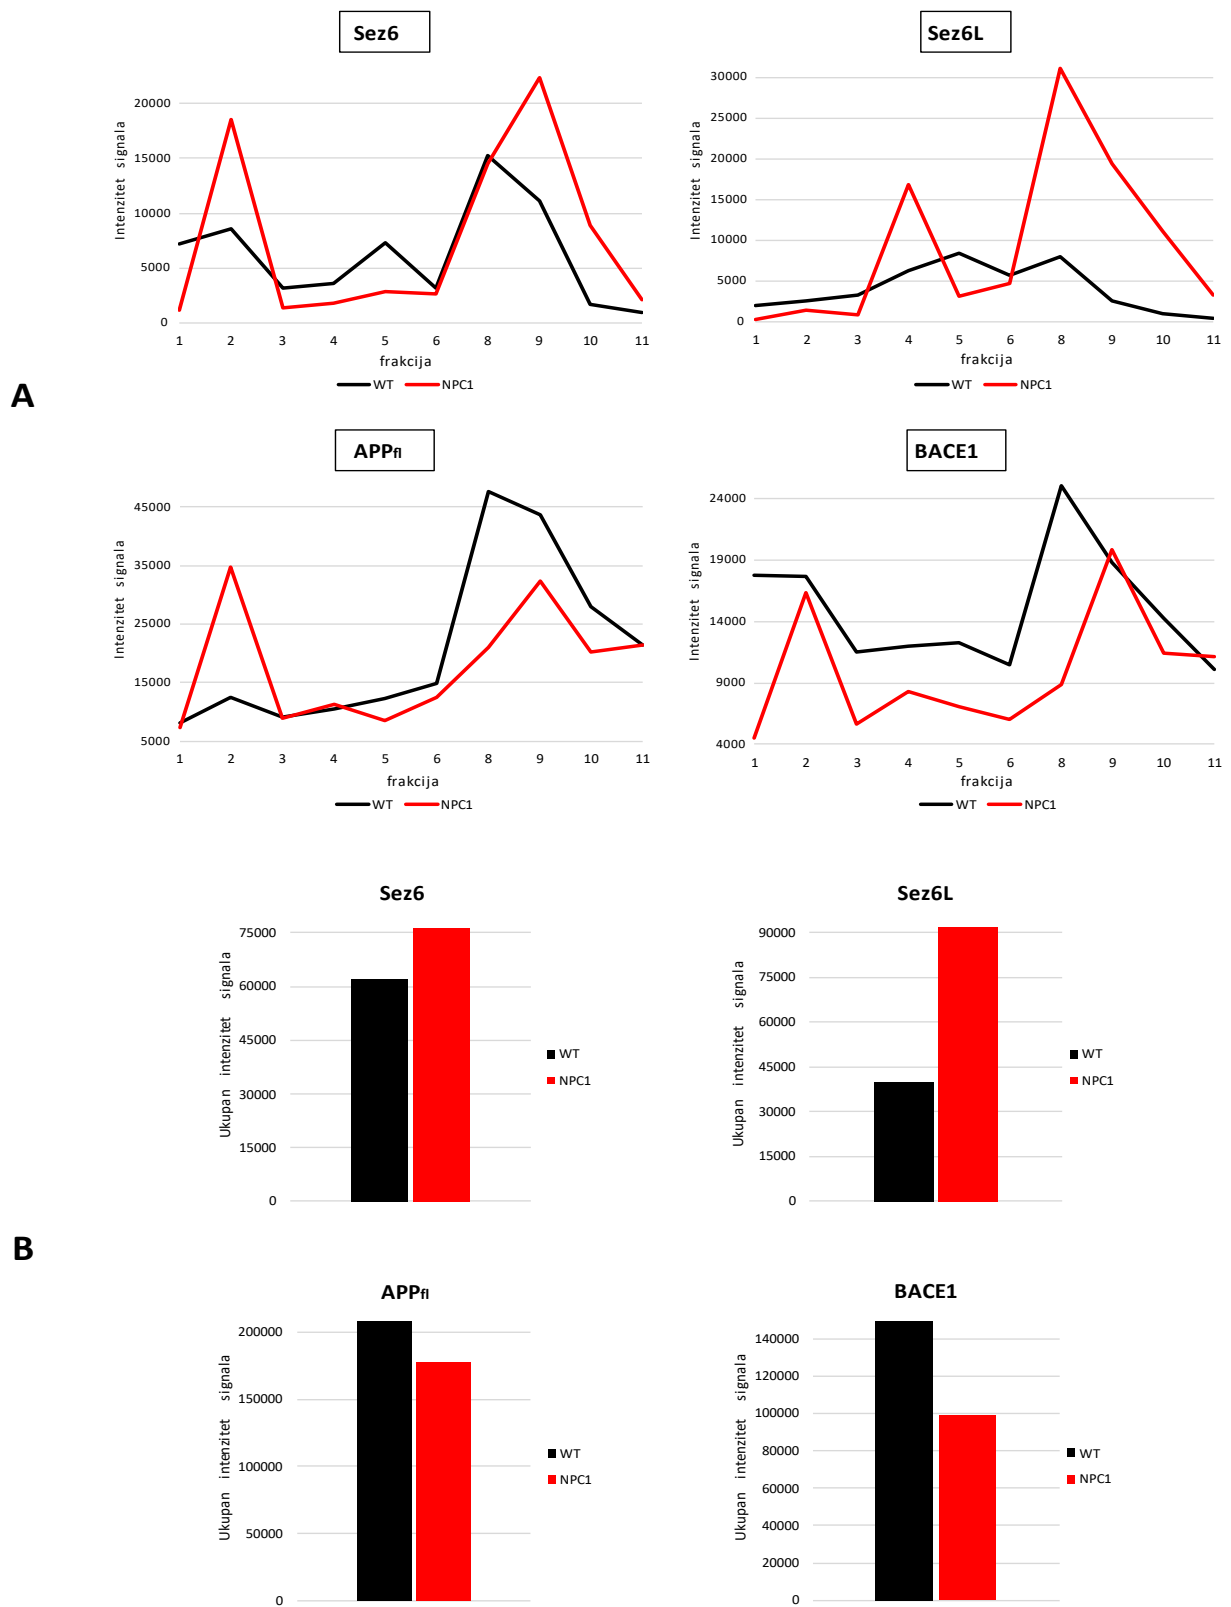 Sez6
Intenzitet signala
20000
15000
10000
5000
0
1 2 3 4 5 6 8 9 10 11
frakcija
WT NPC1
Sez6L
Intenzitet signala
30000
25000
20000
15000
10000
5000
0
1 2 3 4 5 6 8 9 10 11
frakcija
WT NPC1
A
APPfl
Intenzitet signala
45000
35000
25000
15000
5000
1 2 3 4 5 6 8 9 10 11
frakcija
WT NPC1
BACE1
Intenzitet signala
24000
19000
14000
9000
4000
1 2 3 4 5 6 8 9 10 11
frakcija
WT NPC1
Sez6
Ukupan intenzitet signala
75000
60000
45000
30000
15000
0
WT
NPC1
Sez6L
Ukupan intenzitet signala
90000
75000
60000
45000
30000
15000
0
WT
NPC1
B
APPfl
Ukupan intenzitet signala
200000
150000
100000
50000
0
WT
NPC1
BACE1
Ukupan intenzitet signala
140000
120000
100000
80000
60000
40000
20000
0
WT
NPC1